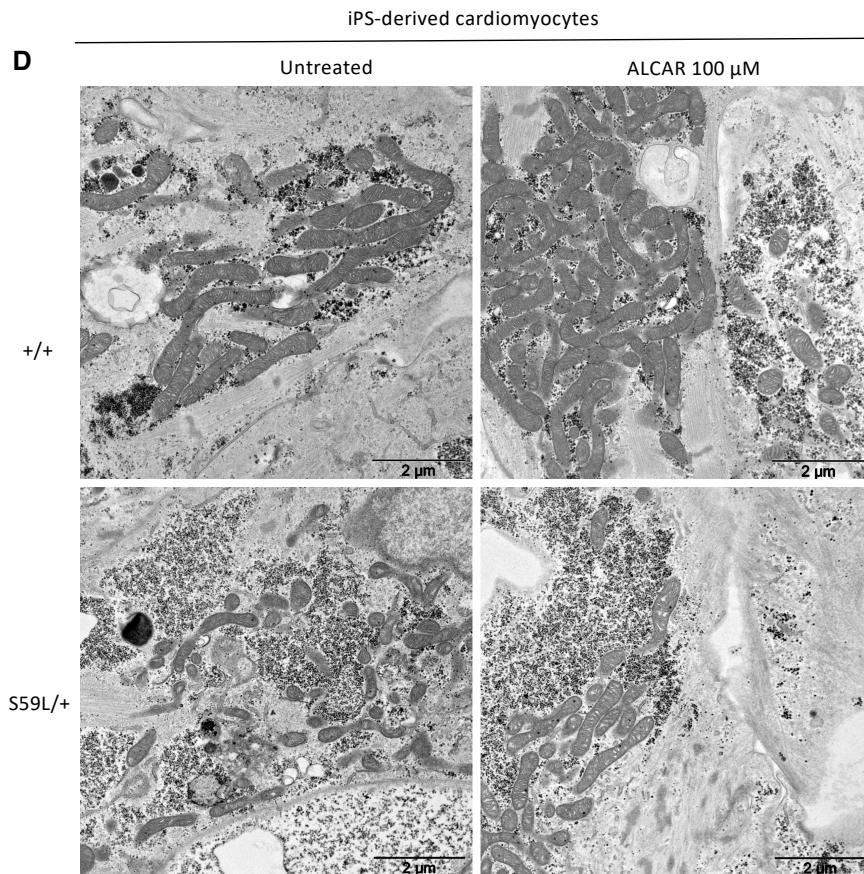 iPS-derived cardiomyocytes
D
Untreated
ALCAR 100 µM
+/+
2 µm
2 µm
S59L/+
2 µm
2 µm